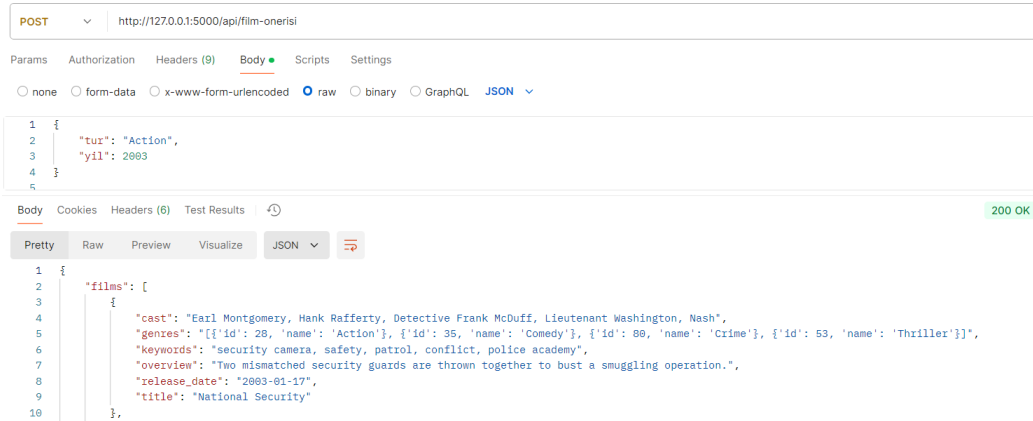 POST http://127.0.0.1:5000/api/film-onerisi
Params Authorization Headers (9) Body Scripts Settings
none form-data x-www-form-urlencoded raw binary GraphQL JSON
1 {
2 "tur": "Action",
3 "yil": 2003
4 }
5
Body Cookies Headers (6) Test Results 200 OK
Pretty Raw Preview Visualize JSON
1 {
2 "films": [
3 {
4 "cast": "Earl Montgomery, Hank Rafferty, Detective Frank McDuff, Lieutenant Washington, Nash",
5 "genres": "[{'id': 28, 'name': 'Action'}, {'id': 35, 'name': 'Comedy'}, {'id': 80, 'name': 'Crime'}, {'id': 53, 'name': 'Thriller'}]",
6 "keywords": "security camera, safety, patrol, conflict, police academy",
7 "overview": "Two mismatched security guards are thrown together to bust a smuggling operation.",
8 "release_date": "2003-01-17",
9 "title": "National Security"
10 },